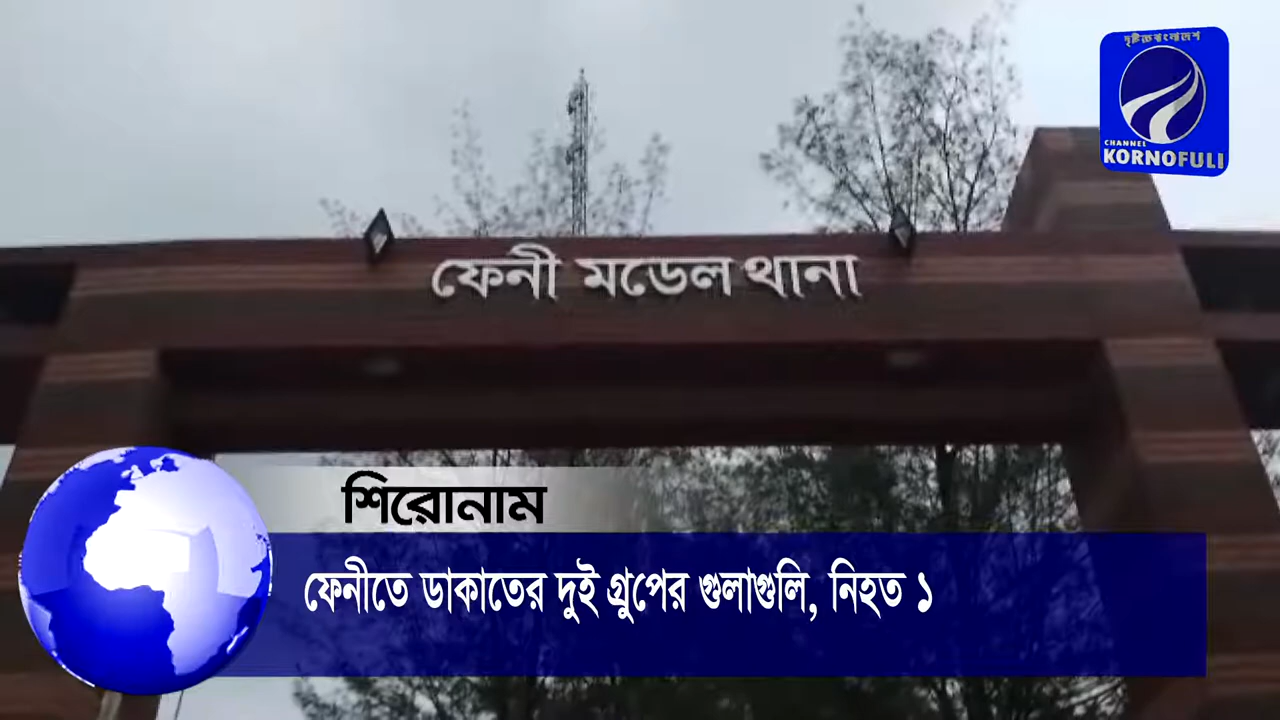 দৃষ্টিতে বাংলাদেশ
CHANNEL
KORNOFULI
ফেনী মডেল থানা
শিরোনাম
ফেনীতে ডাকাতের দুই গ্রুপের গুলাগুলি, নিহত ১